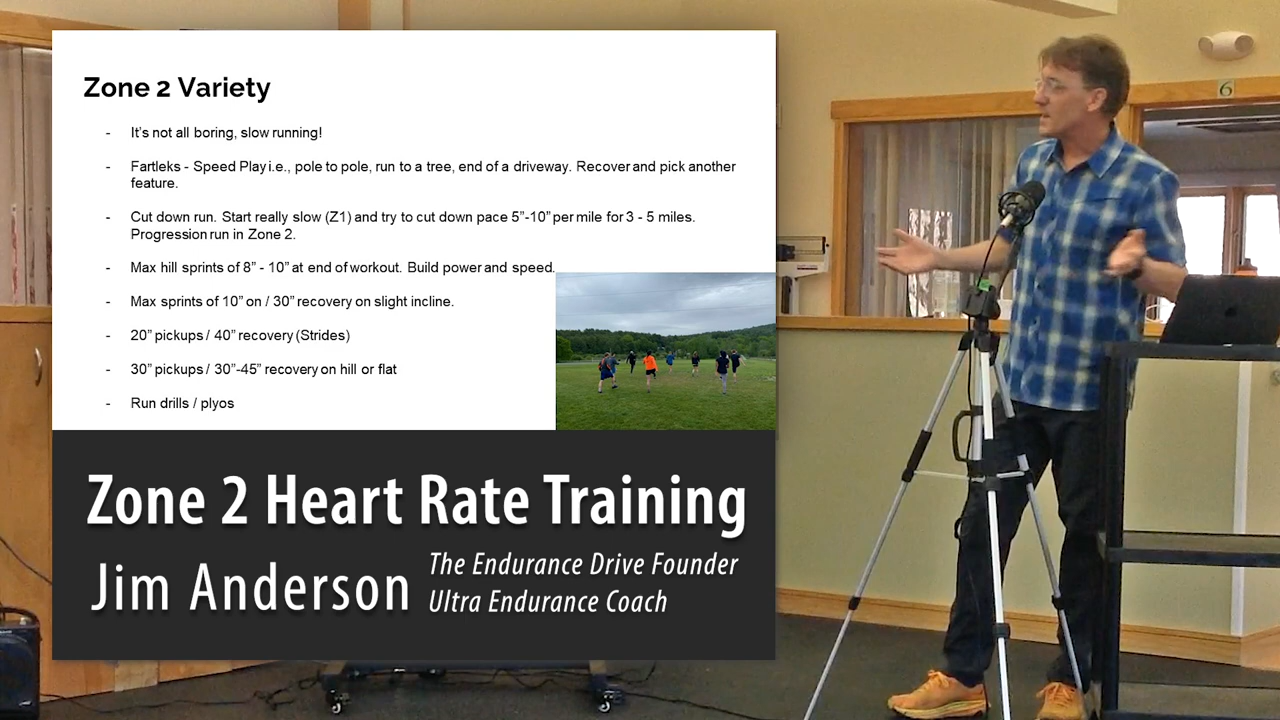 Zone 2 Variety
- It's not all boring, slow running!
- Fartleks - Speed Play i.e., pole to pole, run to a tree, end of a driveway. Recover and pick another
feature.
- Cut down run. Start really slow (Z1) and try to cut down pace 5”-10” per mile for 3 - 5 miles.
Progression run in Zone 2.
- Max hill sprints of 8” - 10” at end of workout. Build power and speed.
- Max sprints of 10” on / 30” recovery on slight incline.
- 20” pickups / 40” recovery (Strides)
- 30” pickups / 30”-45” recovery on hill or flat
- Run drills / plyos
Zone 2 Heart Rate Training
Jim Anderson
The Endurance Drive Founder
Ultra Endurance Coach
6